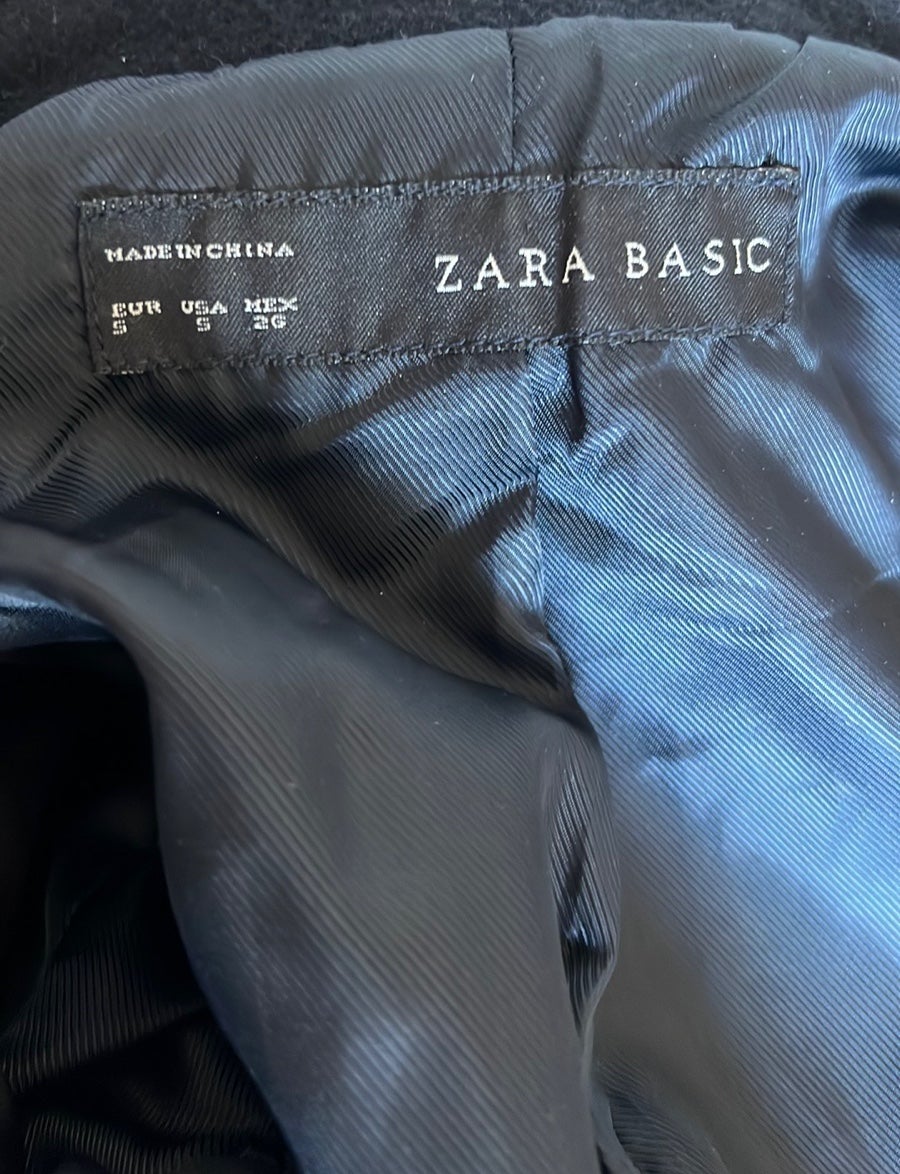 MADE IN CHINA
ZARA BASIC
EUR USA MEX
S S 26